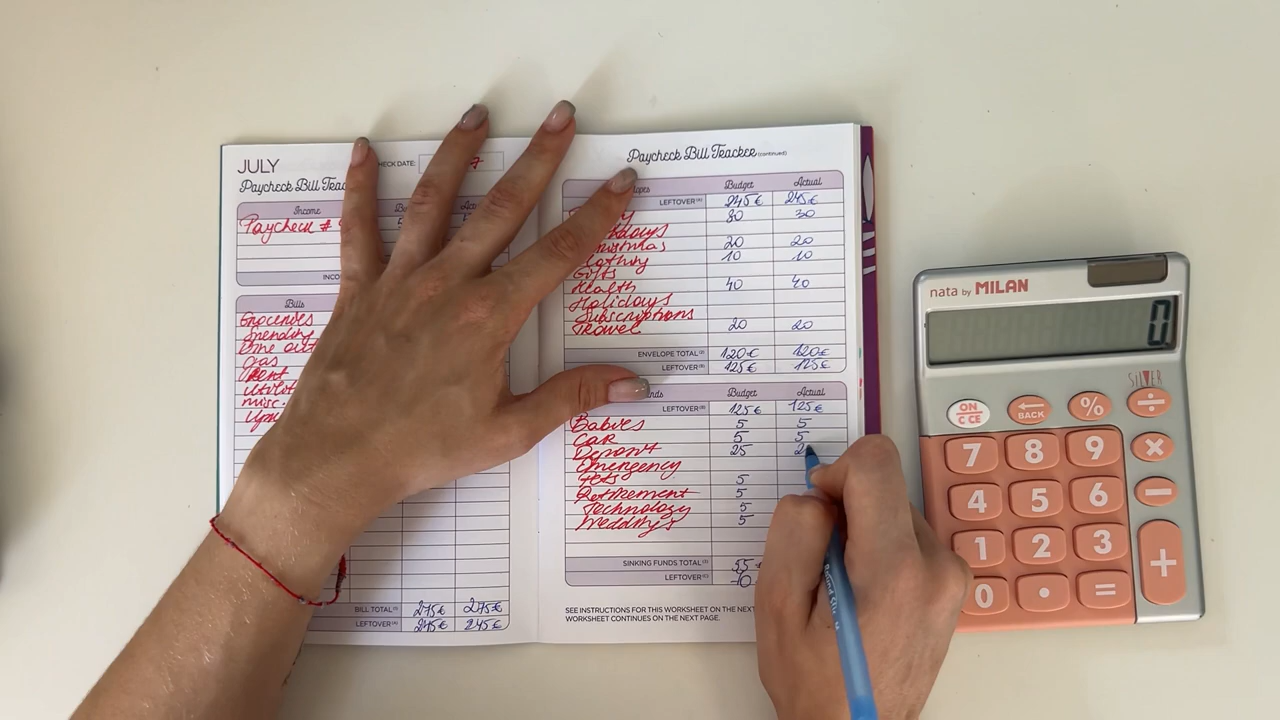 JULY
CHECK DATE:
Paycheck Bill
Income
Paycheck #
Bills
Groceries
Spending
Gas
Rent
misc.
BILL TOTAL 275€ 275€
LEFTOVER 245€ 245€
Paycheck Bill Tracker (continued)
Budget Actual
LEFTOVER 245€ 245€
30 30
20 20
Clothing 10 10
Gifts
Health 40 40
Holidays
Subscriptions
Travel 20 20
ENVELOPE TOTAL 120€ 120€
LEFTOVER 125€ 125€
Budget Actual
LEFTOVER 125€ 125€
Babies 5 5
Car 5 5
Deposit 25 2
Emergency
Pets 5
Retirement 5
Technology 5
Weddings 5
SINKING FUNDS TOTAL
LEFTOVER
SEE INSTRUCTIONS FOR THIS WORKSHEET ON THE NEXT
WORKSHEET CONTINUES ON THE NEXT PAGE.
nata by MILAN
0
SILVER
ON BACK % ÷
C CE
7 8 9 ×
4 5 6 −
1 2 3 +
0 • =